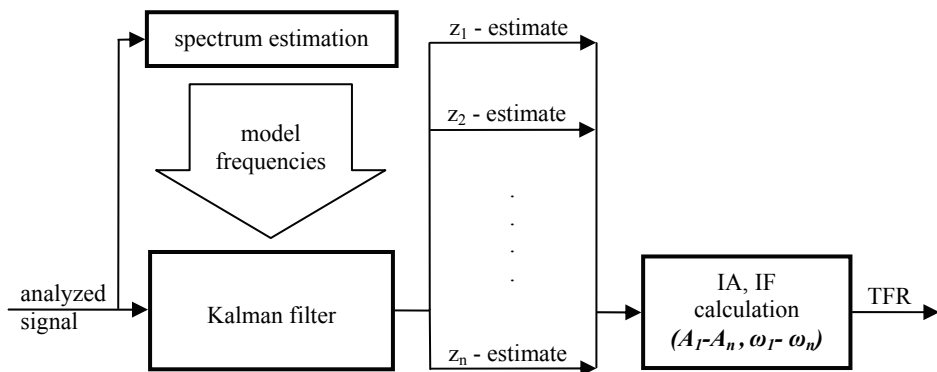 spectrum estimation
model
frequencies
analyzed
signal
Kalman filter
z₁ - estimate
z₂ - estimate
zₙ - estimate
IA, IF
calculation
(A₁-Aₙ, ω₁- ωₙ)
TFR